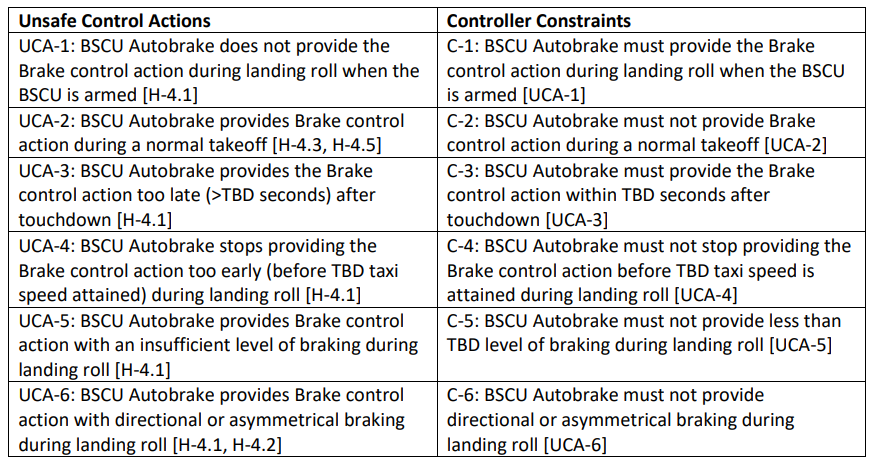 Unsafe Control Actions
Controller Constraints
UCA-1: BSCU Autobrake does not provide the
Brake control action during landing roll when the
BSCU is armed [H-4.1]
C-1: BSCU Autobrake must provide the Brake
control action during landing roll when the BSCU
is armed [UCA-1]
UCA-2: BSCU Autobrake provides Brake control
action during a normal takeoff [H-4.3, H-4.5]
C-2: BSCU Autobrake must not provide Brake
control action during a normal takeoff [UCA-2]
UCA-3: BSCU Autobrake provides the Brake
control action too late (>TBD seconds) after
touchdown [H-4.1]
C-3: BSCU Autobrake must provide the Brake
control action within TBD seconds after
touchdown [UCA-3]
UCA-4: BSCU Autobrake stops providing the
Brake control action too early (before TBD taxi
speed attained) during landing roll [H-4.1]
C-4: BSCU Autobrake must not stop providing the
Brake control action before TBD taxi speed is
attained during landing roll [UCA-4]
UCA-5: BSCU Autobrake provides Brake control
action with an insufficient level of braking during
landing roll [H-4.1]
C-5: BSCU Autobrake must not provide less than
TBD level of braking during landing roll [UCA-5]
UCA-6: BSCU Autobrake provides Brake control
action with directional or asymmetrical braking
during landing roll [H-4.1, H-4.2]
C-6: BSCU Autobrake must not provide
directional or asymmetrical braking during
landing roll [UCA-6]